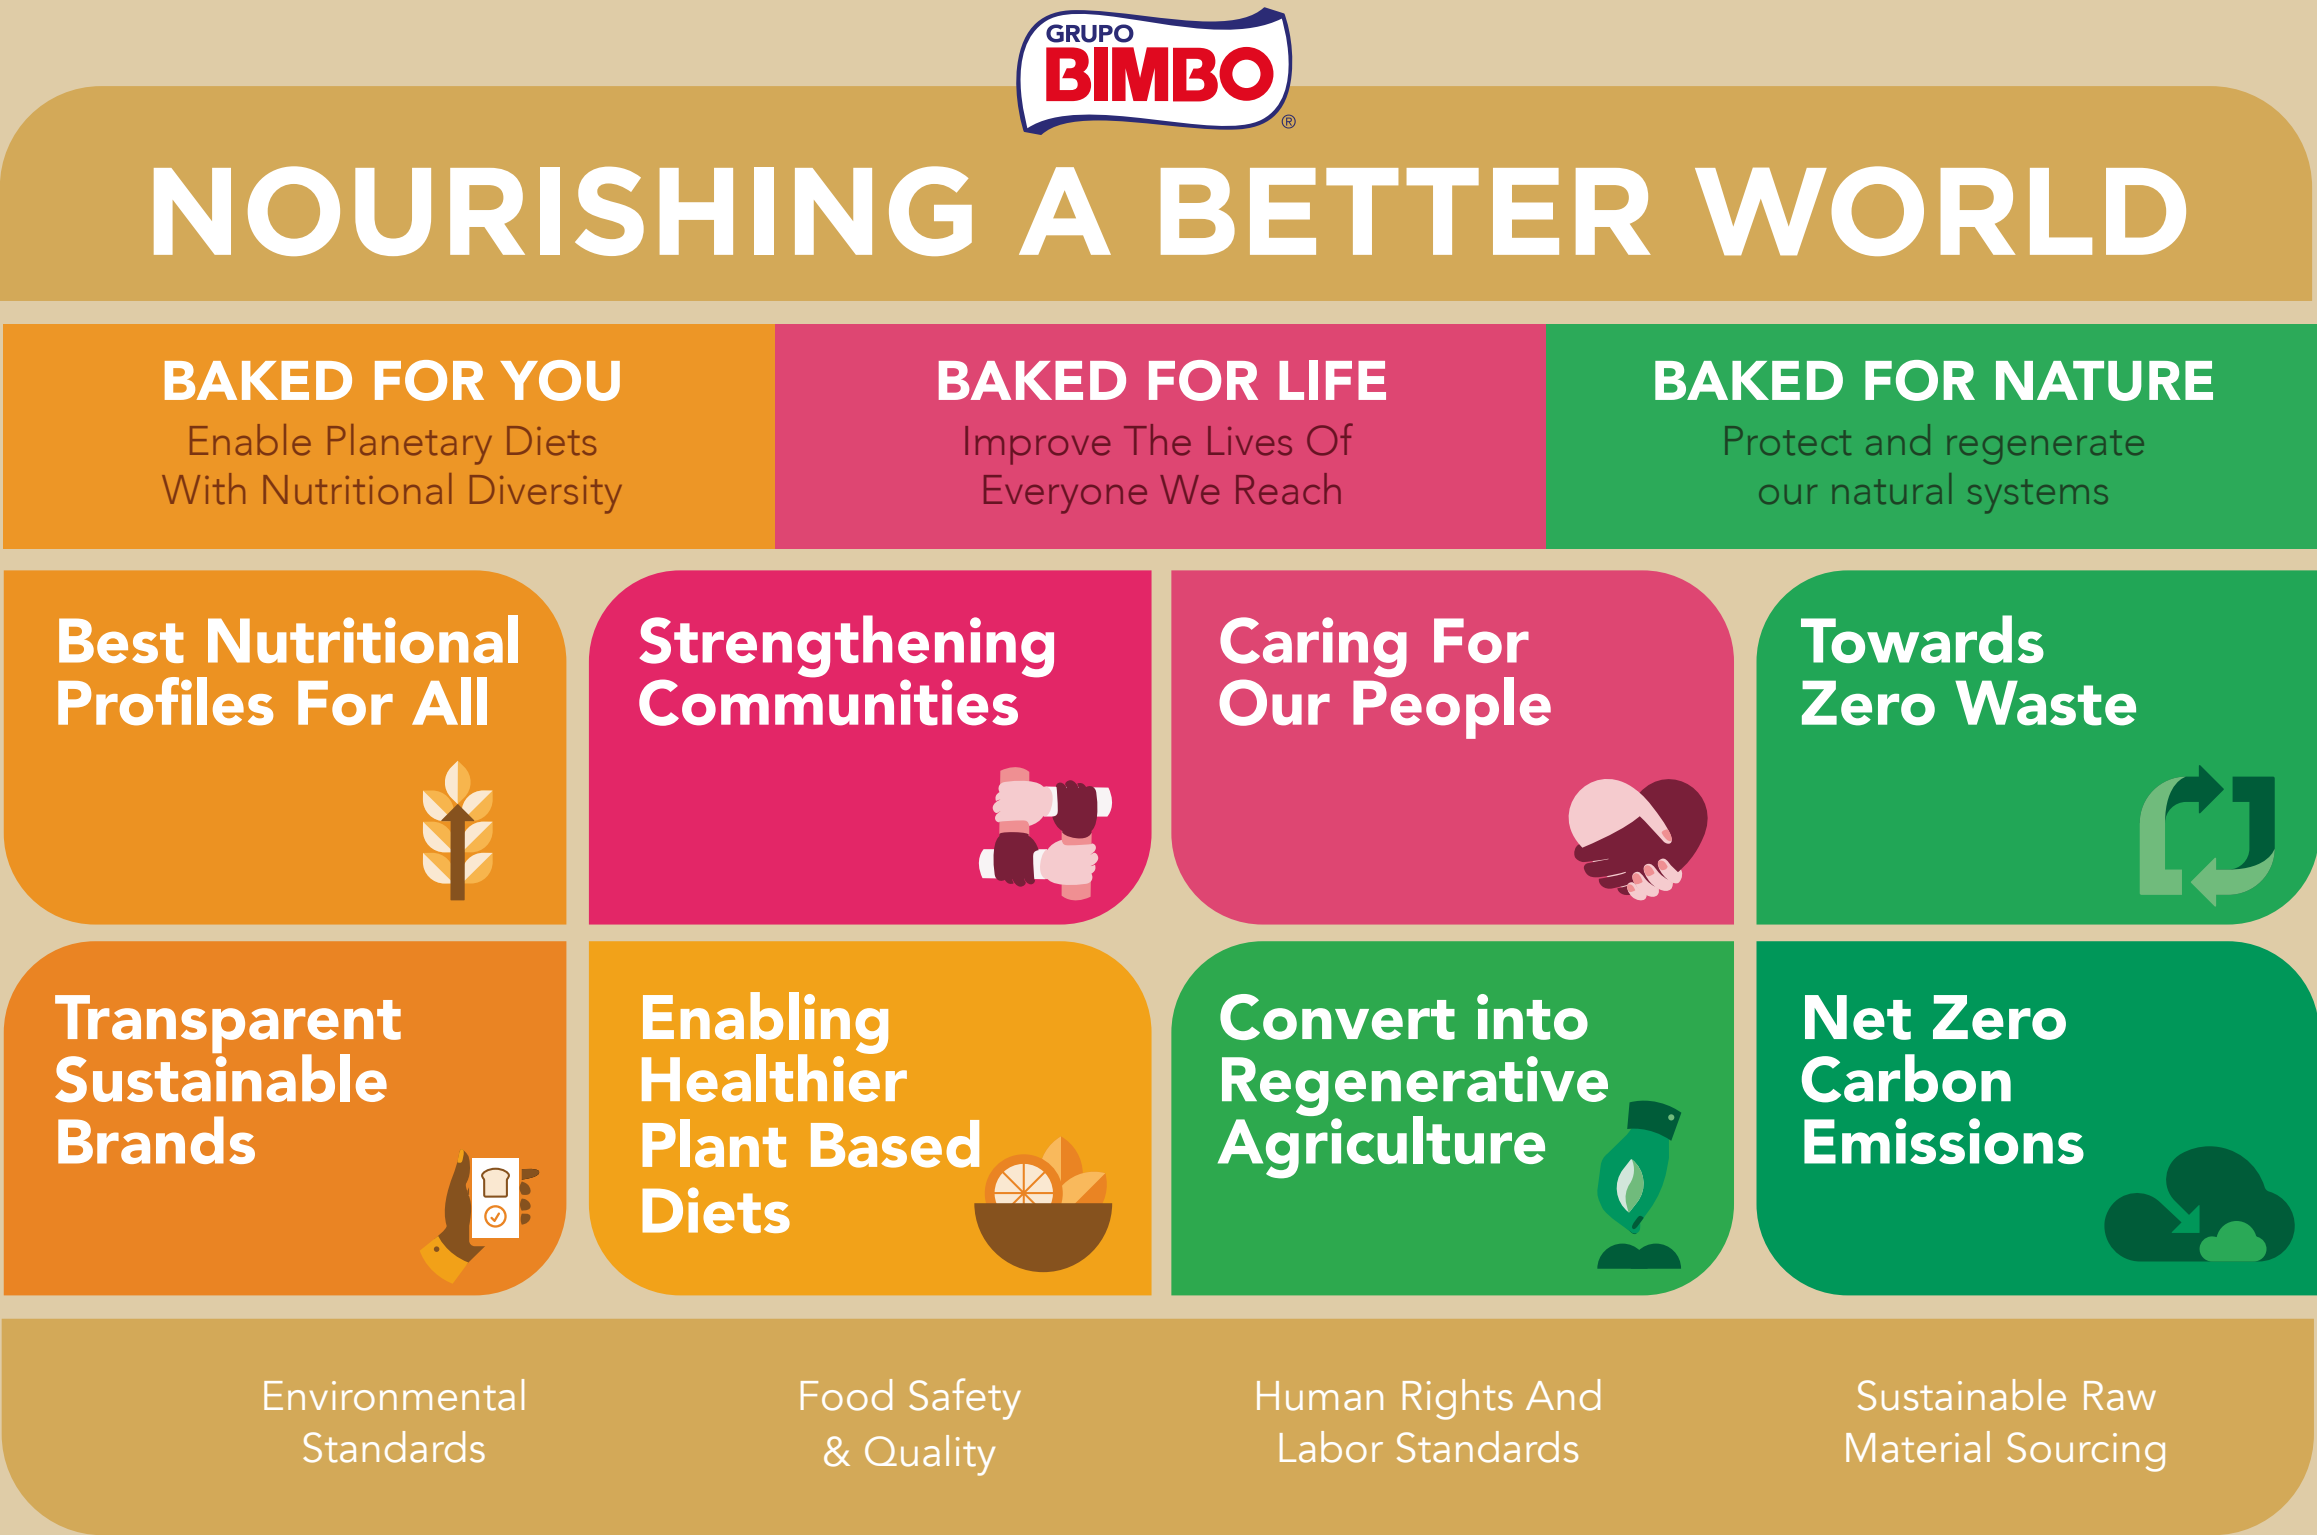 GRUPO
BIMBO
®
NOURISHING A BETTER WORLD
BAKED FOR YOU
Enable Planetary Diets
With Nutritional Diversity
BAKED FOR LIFE
Improve The Lives Of
Everyone We Reach
BAKED FOR NATURE
Protect and regenerate
our natural systems
Best Nutritional
Profiles For All
Strengthening
Communities
Caring For
Our People
Towards
Zero Waste
Transparent
Sustainable
Brands
Enabling
Healthier
Plant Based
Diets
Convert into
Regenerative
Agriculture
Net Zero
Carbon
Emissions
Environmental
Standards
Food Safety
& Quality
Human Rights And
Labor Standards
Sustainable Raw
Material Sourcing